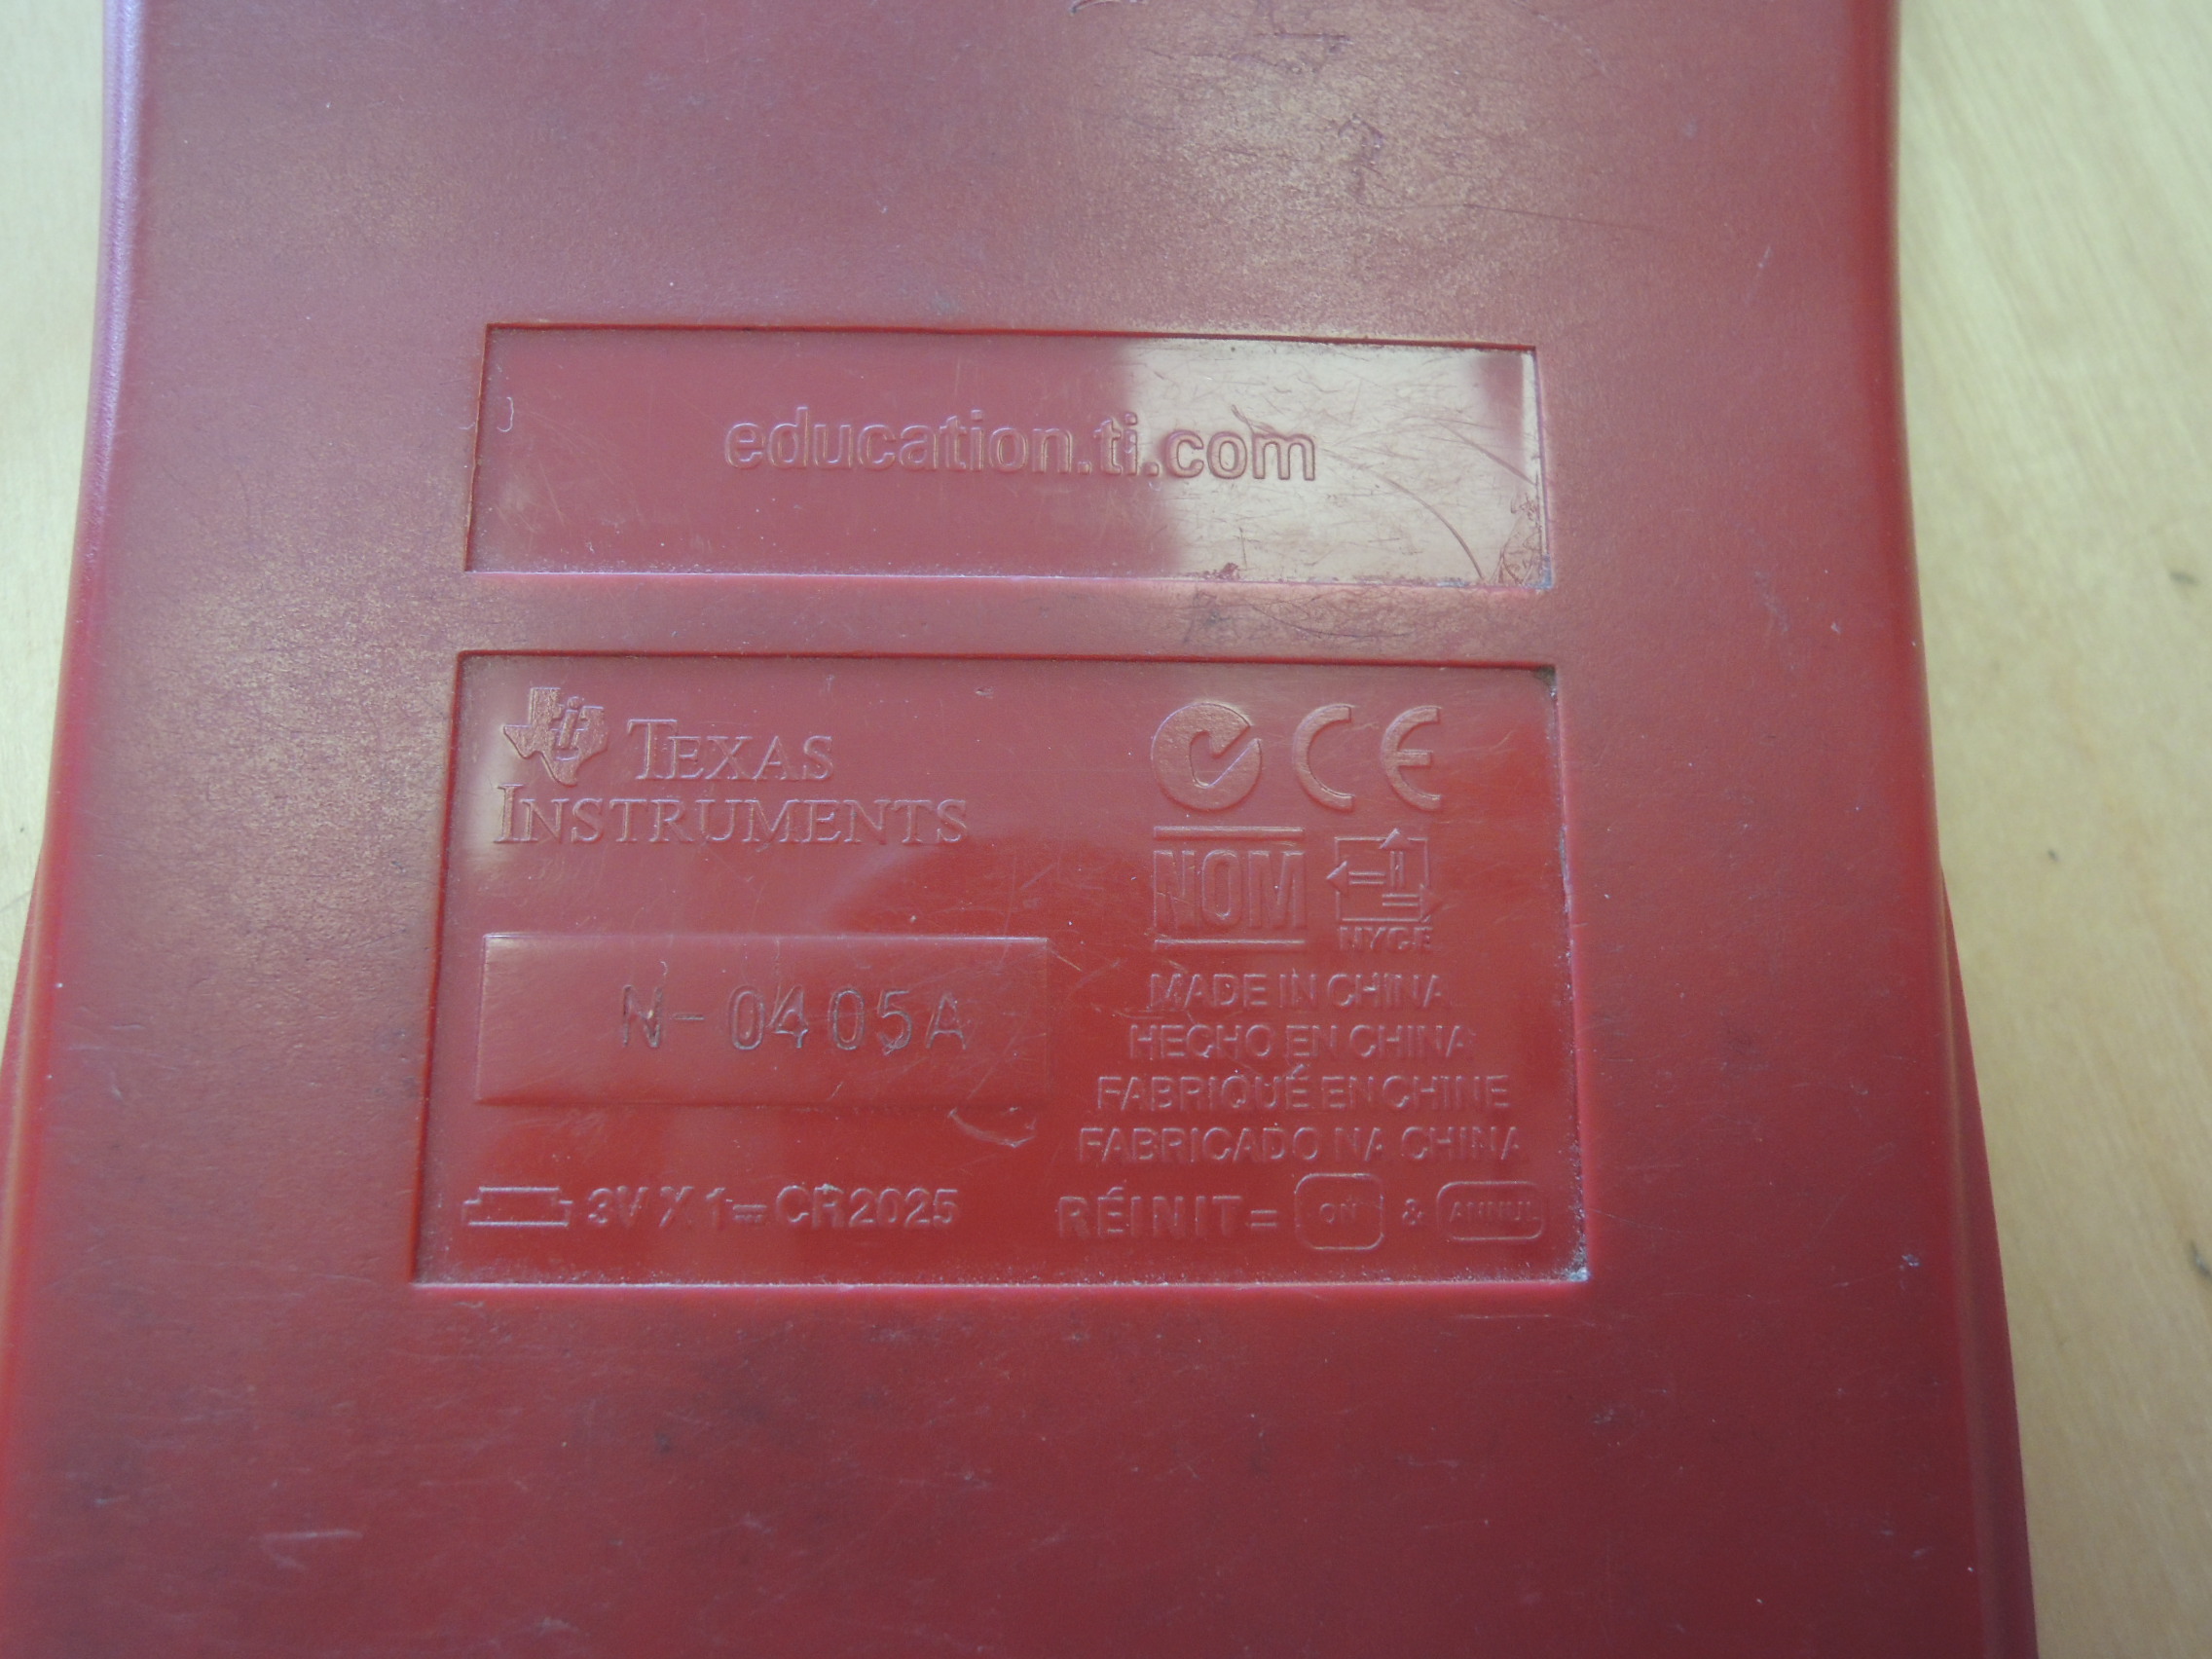 education.ti.com
TEXAS
INSTRUMENTS
CE
NOM
NYCE
N-0405A
MADE IN CHINA
HECHO EN CHINA
FABRIQUÉ EN CHINE
FABRICADO NA CHINA
3V X 1= CR2025
RÉINIT = ON & ANNUL